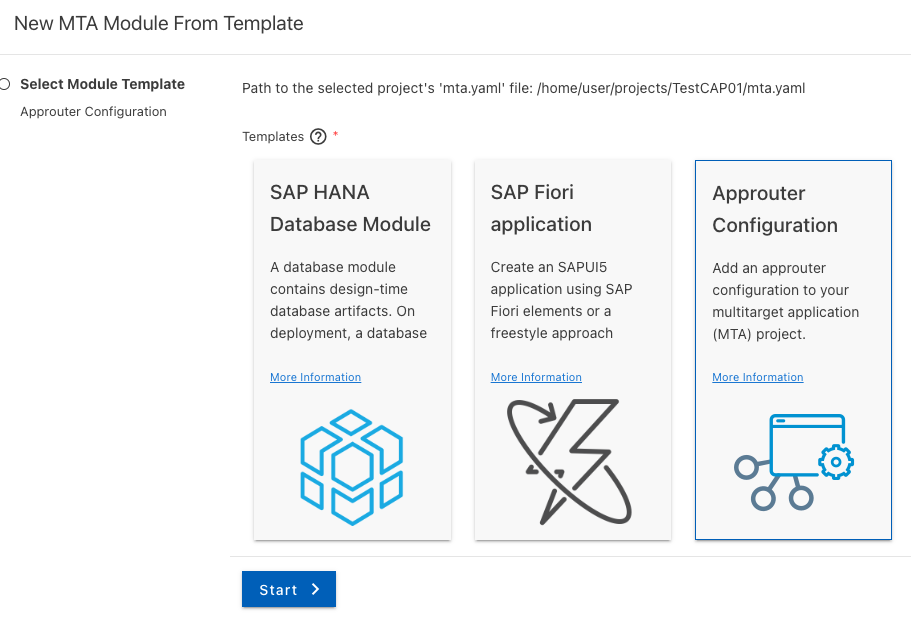 New MTA Module From Template
Select Module Template
Approuter Configuration
Path to the selected project's 'mta.yaml' file: /home/user/projects/TestCAP01/mta.yaml
Templates ? *
SAP HANA
Database Module
A database module
contains design-time
database artifacts. On
deployment, a database
More Information
SAP Fiori
application
Create an SAPUI5
application using SAP
Fiori elements or a
freestyle approach
More Information
Approuter
Configuration
Add an approuter
configuration to your
multitarget application
(MTA) project.
More Information
Start